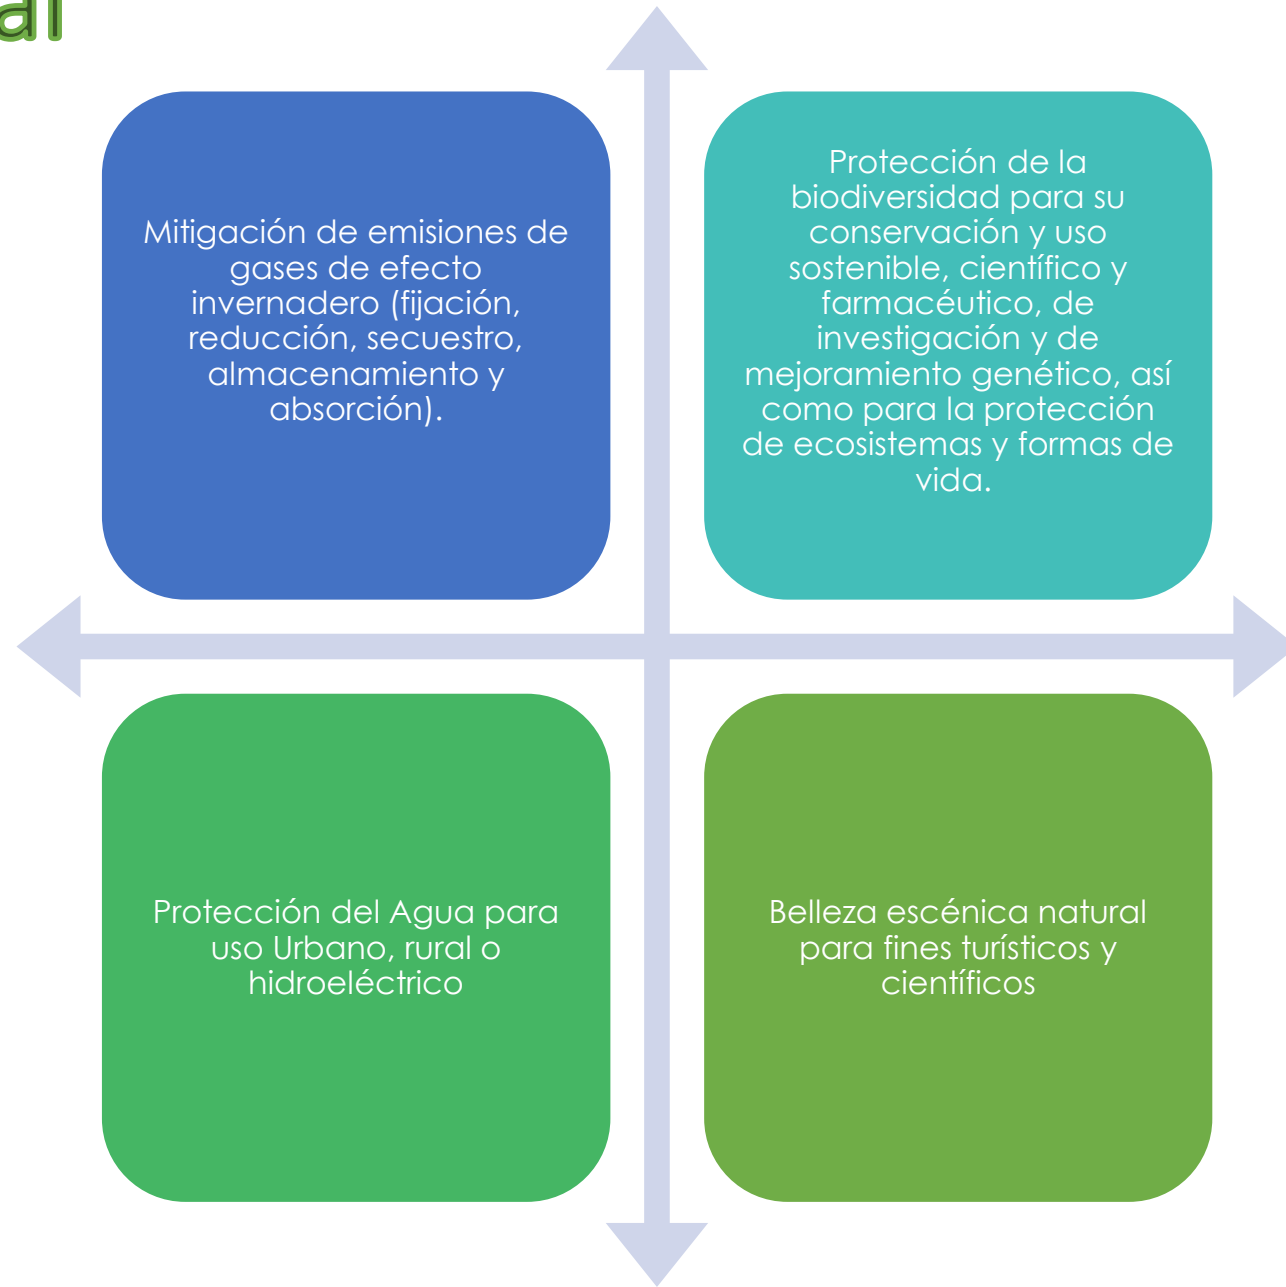 al
Mitigación de emisiones de
gases de efecto
invernadero (fijación,
reducción, secuestro,
almacenamiento y
absorción).
Protección de la
biodiversidad para su
conservación y uso
sostenible, científico y
farmacéutico, de
investigación y de
mejoramiento genético, así
como para la protección
de ecosistemas y formas de
vida.
Protección del Agua para
uso Urbano, rural o
hidroeléctrico
Belleza escénica natural
para fines turísticos y
científicos